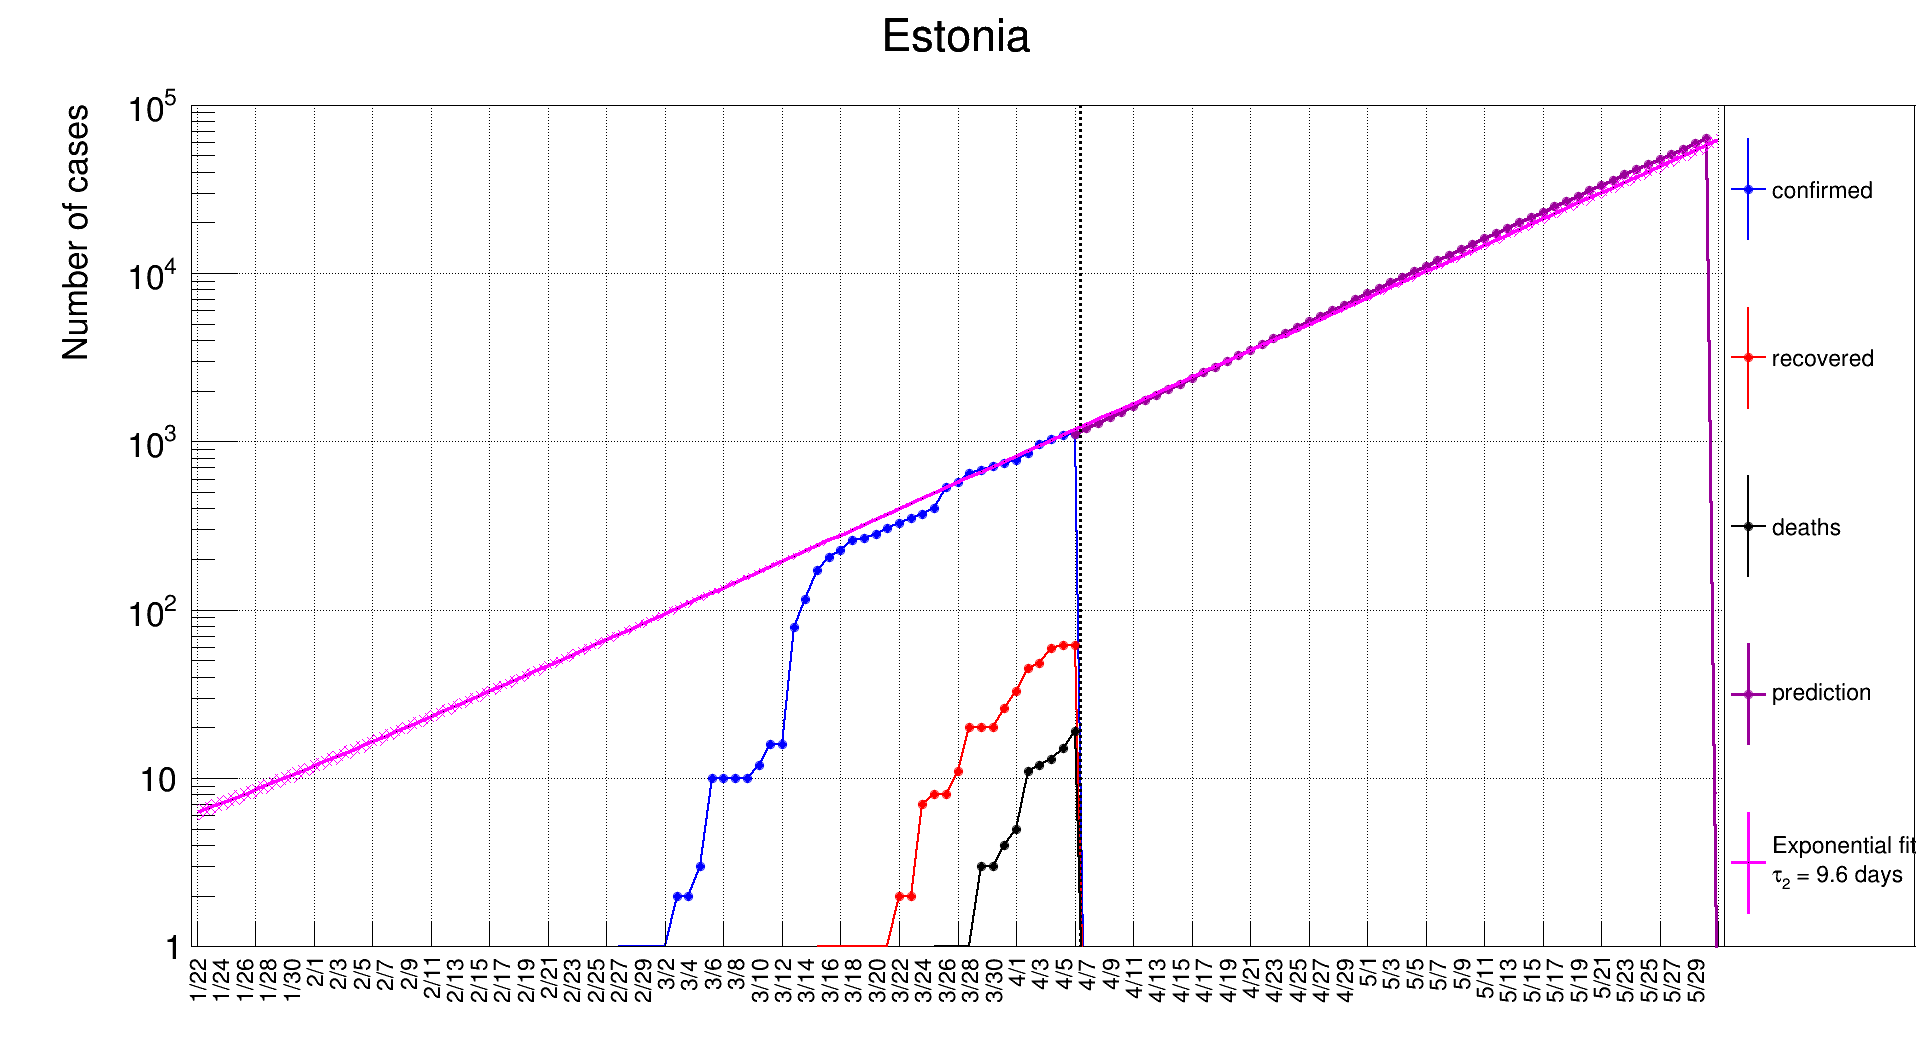 Estonia
Number of cases
10^5
10^4
10^3
10^2
10
1
1/22 1/24 1/26 1/28 1/30 2/1 2/3 2/5 2/7 2/9 2/11 2/13 2/15 2/17 2/19 2/21 2/23 2/25 2/27 2/29 3/2 3/4 3/6 3/8 3/10 3/12 3/14 3/16 3/18 3/20 3/22 3/24 3/26 3/28 3/30 4/1 4/3 4/5 4/7 4/9 4/11 4/13 4/15 4/17 4/19 4/21 4/23 4/25 4/27 4/29 5/1 5/3 5/5 5/7 5/9 5/11 5/13 5/15 5/17 5/19 5/21 5/23 5/25 5/27 5/29
confirmed
recovered
deaths
prediction
Exponential fit
τ₂ = 9.6 days